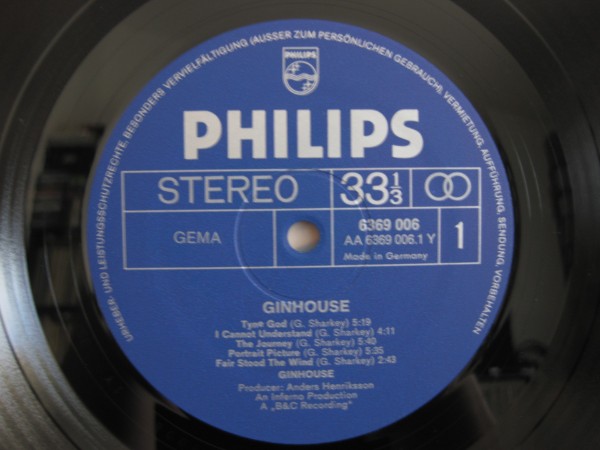 URHEBER- UND LEISTUNGSSCHUTZRECHTE, BESONDERS VERVIELFÄLTIGUNG (AUSSER ZUM PERSÖNLICHEN GEBRAUCH), VERMIETUNG, AUFFÜHRUNG, SENDUNG, VORBEHALTEN
PHILIPS
PHILIPS
STEREO 33 1/3
GEMA 6369 006 1
AA 6369 006.1 Y
Made in Germany
GINHOUSE
Tyne God (G. Sharkey) 5:19
I Cannot Understand (G. Sharkey) 4:11
The Journey (G. Sharkey) 5:40
Portrait Picture (G. Sharkey) 5:35
Fair Stood The Wind (G. Sharkey) 2:43
GINHOUSE
Producer: Anders Henriksson
An Inferno Production
A „B&C Recording"